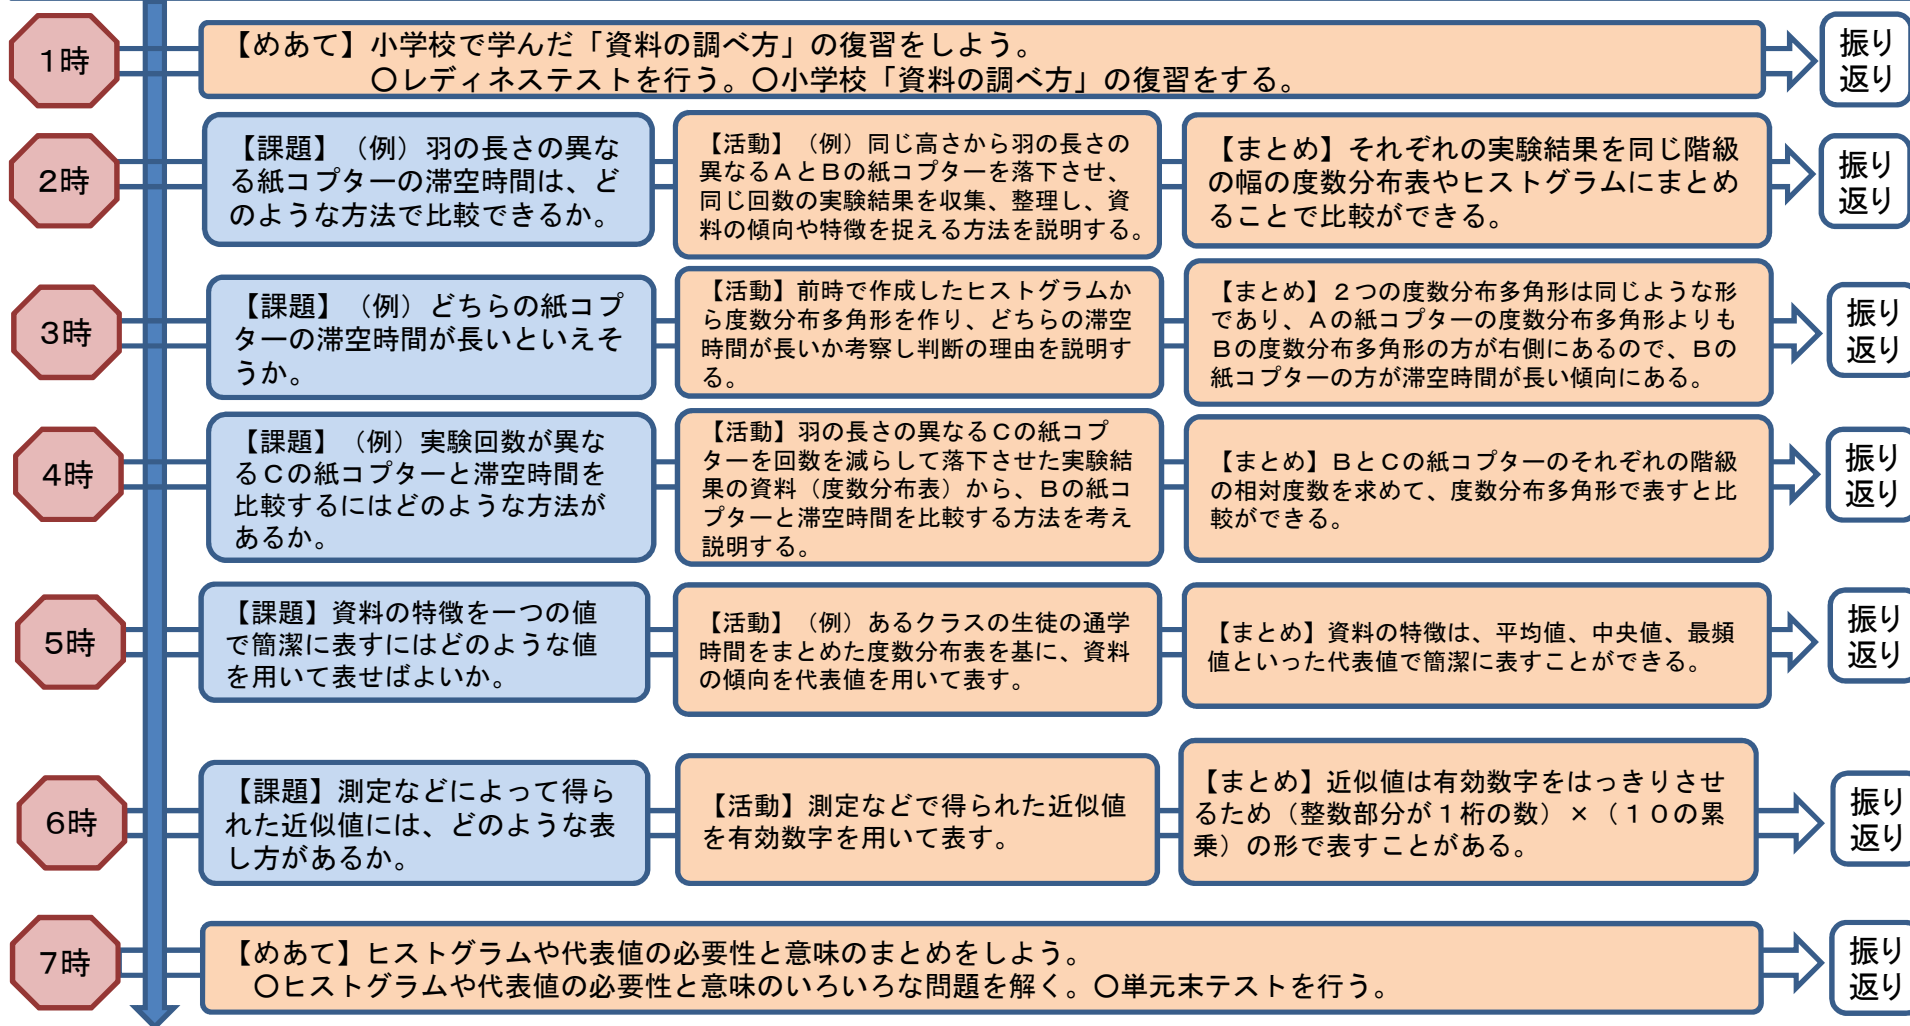 1時
【めあて】小学校で学んだ「資料の調べ方」の復習をしよう。
〇レディネステストを行う。〇小学校「資料の調べ方」の復習をする。
振り
返り
2時
【課題】（例）羽の長さの異な
る紙コプターの滞空時間は、ど
のような方法で比較できるか。
【活動】（例）同じ高さから羽の長さの
異なるＡとＢの紙コプターを落下させ、
同じ回数の実験結果を収集、整理し、資
料の傾向や特徴を捉える方法を説明する。
【まとめ】それぞれの実験結果を同じ階級
の幅の度数分布表やヒストグラムにまとめ
ることで比較ができる。
振り
返り
3時
【課題】（例）どちらの紙コプ
ターの滞空時間が長いといえそ
うか。
【活動】前時で作成したヒストグラムか
ら度数分布多角形を作り、どちらの滞空
時間が長いか考察し判断の理由を説明す
る。
【まとめ】２つの度数分布多角形は同じような形
であり、Ａの紙コプターの度数分布多角形よりも
Ｂの度数分布多角形の方が右側にあるので、Ｂの
紙コプターの方が滞空時間が長い傾向にある。
振り
返り
4時
【課題】（例）実験回数が異な
るＣの紙コプターと滞空時間を
比較するにはどのような方法が
あるか。
【活動】羽の長さの異なるＣの紙コプ
ターを回数を減らして落下させた実験結
果の資料（度数分布表）から、Ｂの紙コ
プターと滞空時間を比較する方法を考え
説明する。
【まとめ】ＢとＣの紙コプターのそれぞれの階級
の相対度数を求めて、度数分布多角形で表すと比
較ができる。
振り
返り
5時
【課題】資料の特徴を一つの値
で簡潔に表すにはどのような値
を用いて表せばよいか。
【活動】（例）あるクラスの生徒の通学
時間をまとめた度数分布表を基に、資料
の傾向を代表値を用いて表す。
【まとめ】資料の特徴は、平均値、中央値、最頻
値といった代表値で簡潔に表すことができる。
振り
返り
6時
【課題】測定などによって得ら
れた近似値には、どのような表
し方があるか。
【活動】測定などで得られた近似値
を有効数字を用いて表す。
【まとめ】近似値は有効数字をはっきりさせ
るため（整数部分が１桁の数）×（１０の累
乗）の形で表すことがある。
振り
返り
7時
【めあて】ヒストグラムや代表値の必要性と意味のまとめをしよう。
〇ヒストグラムや代表値の必要性と意味のいろいろな問題を解く。〇単元末テストを行う。
振り
返り